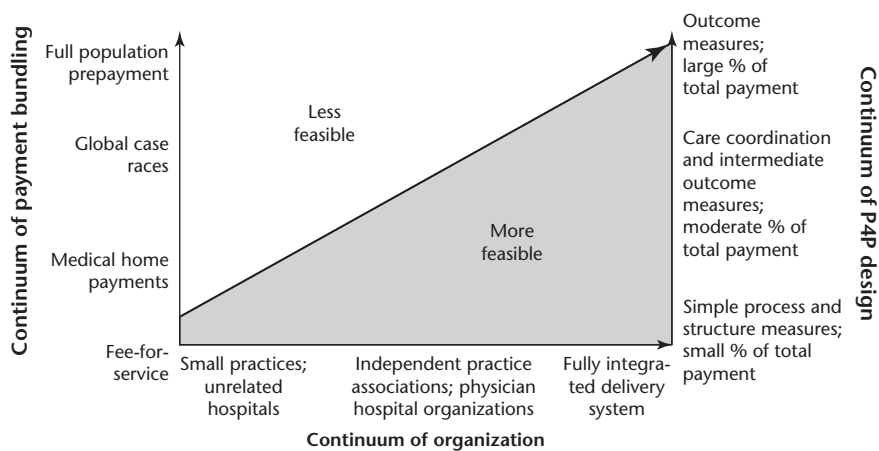 Continuum of payment bundling
Full population
prepayment
Global case
races
Medical home
payments
Fee-for-
service
Less
feasible
More
feasible
Small practices;
unrelated
hospitals
Independent practice
associations; physician
hospital organizations
Fully integra-
ted delivery
system
Continuum of organization
Outcome
measures;
large % of
total payment
Care coordination
and intermediate
outcome
measures;
moderate % of
total payment
Simple process and
structure measures;
small % of total
payment
Continuum of P4P design